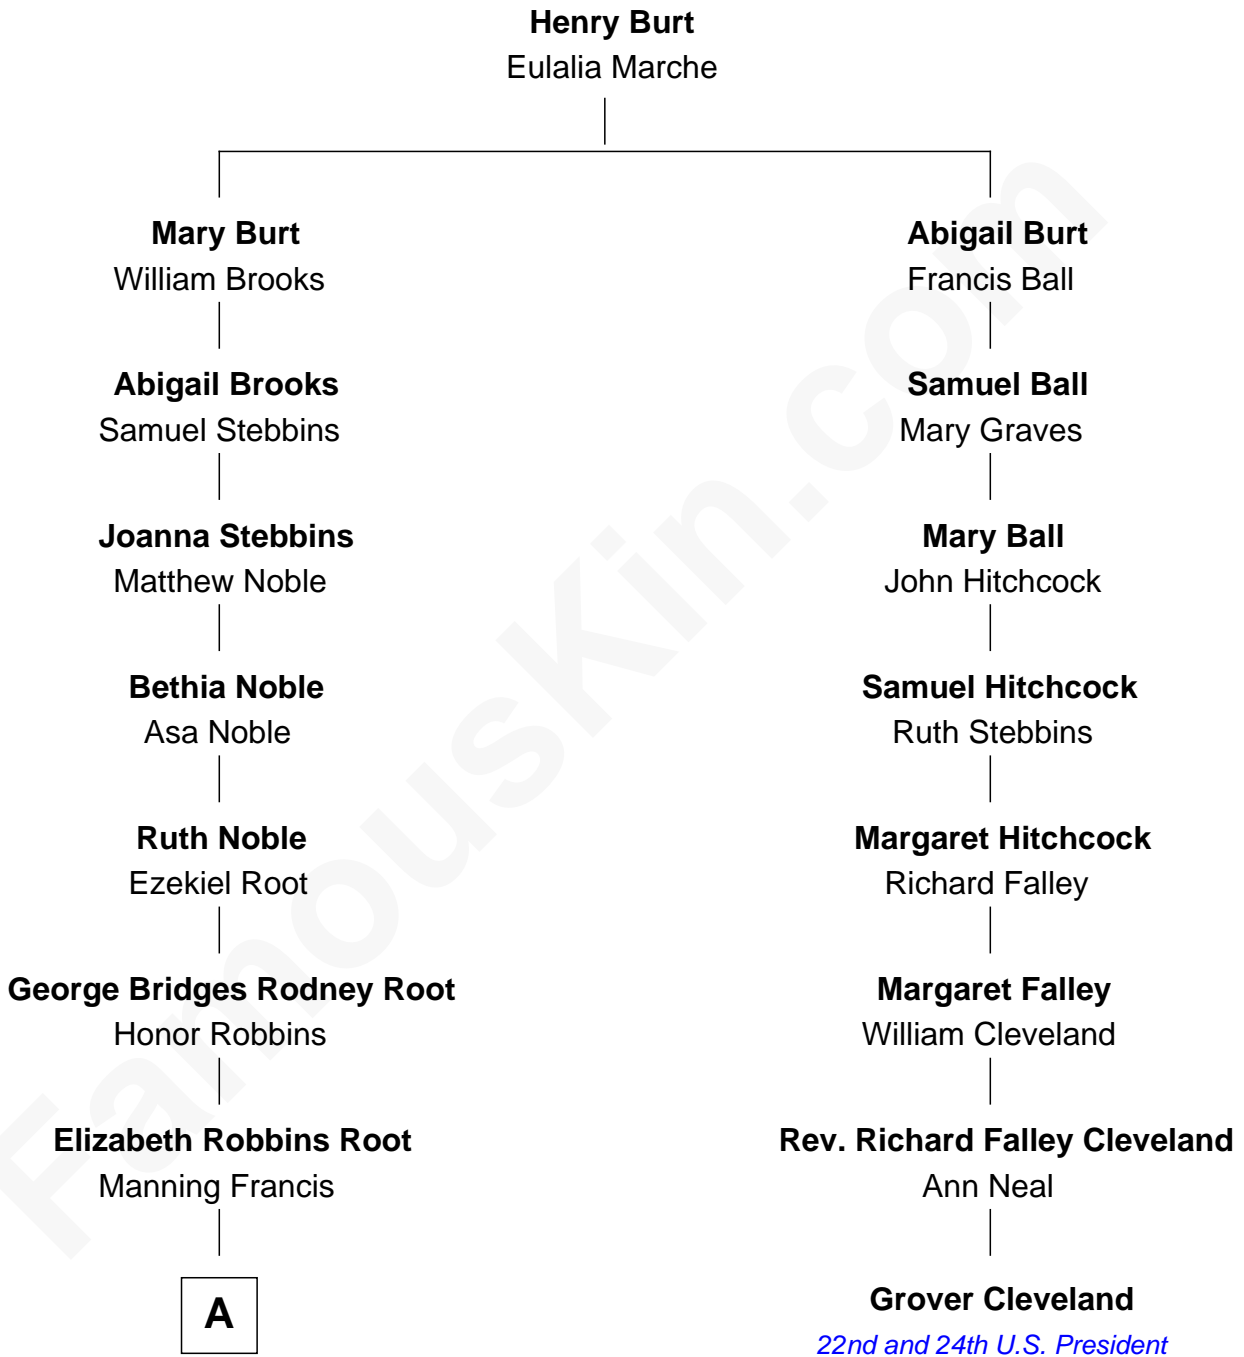 Henry Burt
Eulalia Marche
Mary Burt
William Brooks
Abigail Burt
Francis Ball
Abigail Brooks
Samuel Stebbins
Samuel Ball
Mary Graves
Joanna Stebbins
Matthew Noble
Mary Ball
John Hitchcock
Bethia Noble
Asa Noble
Samuel Hitchcock
Ruth Stebbins
Ruth Noble
Ezekiel Root
Margaret Hitchcock
Richard Falley
George Bridges Rodney Root
Honor Robbins
Margaret Falley
William Cleveland
Elizabeth Robbins Root
Manning Francis
Rev. Richard Falley Cleveland
Ann Neal
A
Grover Cleveland
22nd and 24th U.S. President
FamousKin.com